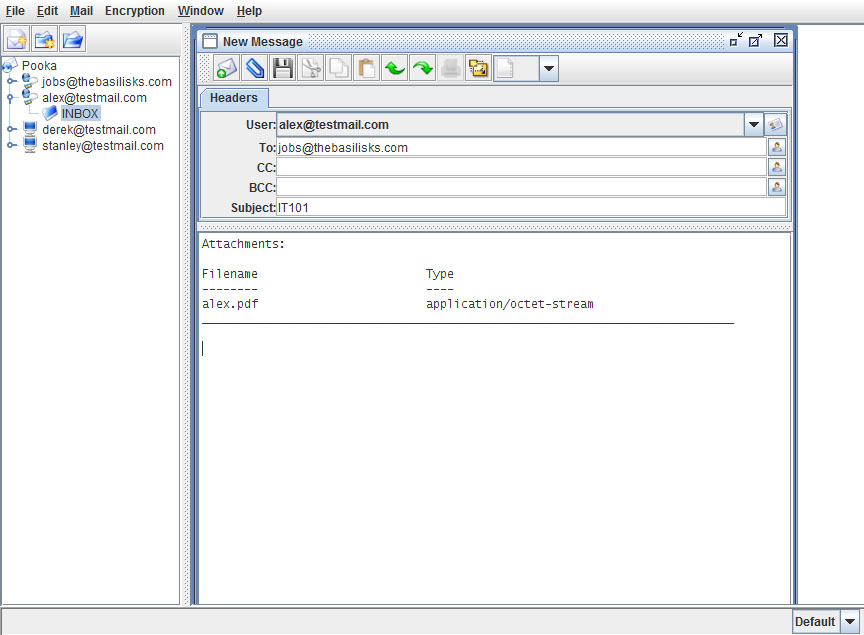 File Edit Mail Encryption Window Help
Pooka
jobs@thebasilisks.com
alex@testmail.com
INBOX
derek@testmail.com
stanley@testmail.com
New Message
Headers
User: alex@testmail.com
To: jobs@thebasilisks.com
CC:
BCC:
Subject: IT101
Attachments:
Filename Type
-------- ----
alex.pdf application/octet-stream
Default